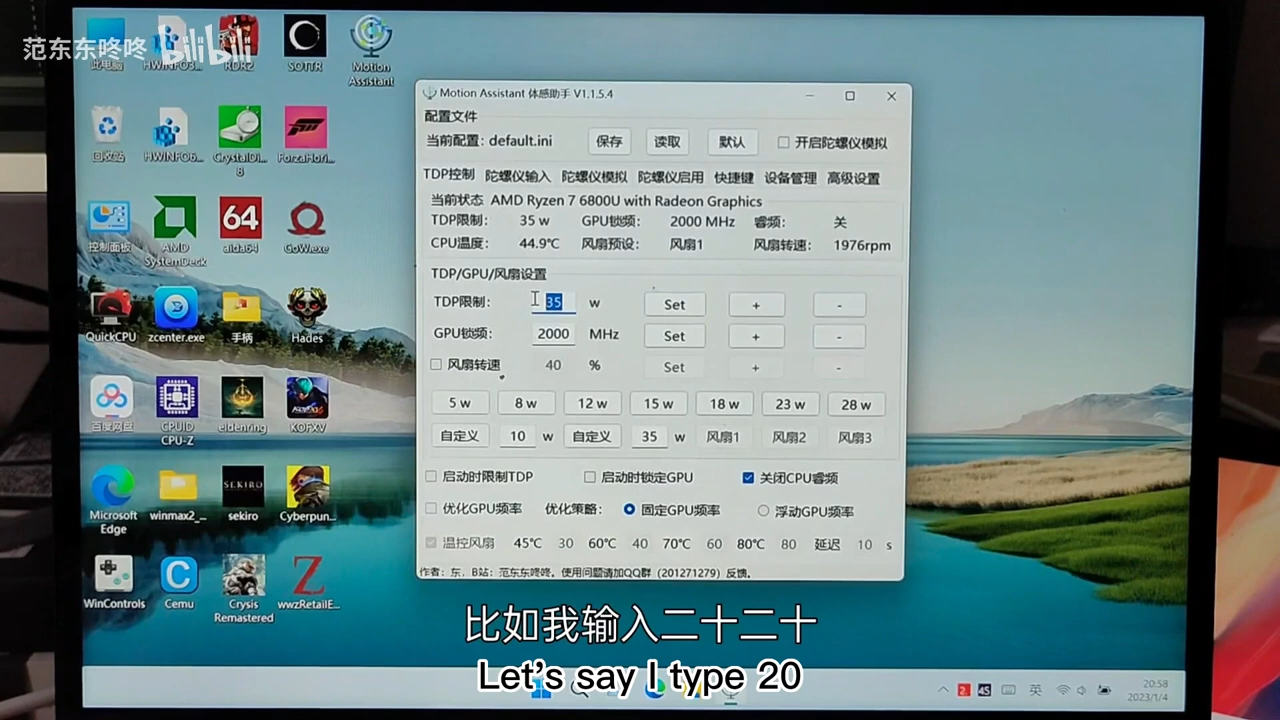 范东东咚咚 bilibili
此电脑 HWINFO3... RDR2 SOTTR Motion Assistant
回收站 HWINFO6... CrystalDi... 8 ForzaHori...
控制面板 AMD SystemDeck aida64 GoW.exe
QuickCPU zcenter.exe 手柄 Hades
百度网盘 CPUID CPU-Z eldenring KOFXV
Microsoft Edge winmax2_... sekiro Cyberpun...
WinControls Cemu Crysis Remastered wwzRetailE...
Motion Assistant 体感助手 V1.1.5.4
配置文件
当前配置: default.ini 保存 读取 默认 开启陀螺仪模拟
TDP控制 陀螺仪输入 陀螺仪模拟 陀螺仪启用 快捷键 设备管理 高级设置
当前状态 AMD Ryzen 7 6800U with Radeon Graphics
TDP限制: 35 w GPU锁频: 2000 MHz 睿频: 关
CPU温度: 44.9℃ 风扇预设: 风扇1 风扇转速: 1976rpm
TDP/GPU/风扇设置
TDP限制: 35 w Set + -
GPU锁频: 2000 MHz Set + -
风扇转速 40 % Set + -
5 w 8 w 12 w 15 w 18 w 23 w 28 w
自定义 10 w 自定义 35 w 风扇1 风扇2 风扇3
启动时限制TDP 启动时锁定GPU 关闭CPU睿频
优化GPU频率 优化策略: 固定GPU频率 浮动GPU频率
温控风扇 45℃ 30 60℃ 40 70℃ 60 80℃ 80 延迟 10 s
作者: 东, B站: 范东东咚咚, 使用问题请加QQ群 (201271279) 反馈。
比如我输入二十二十
Let's say I type 20
2 45 英 20:58
2023/1/4